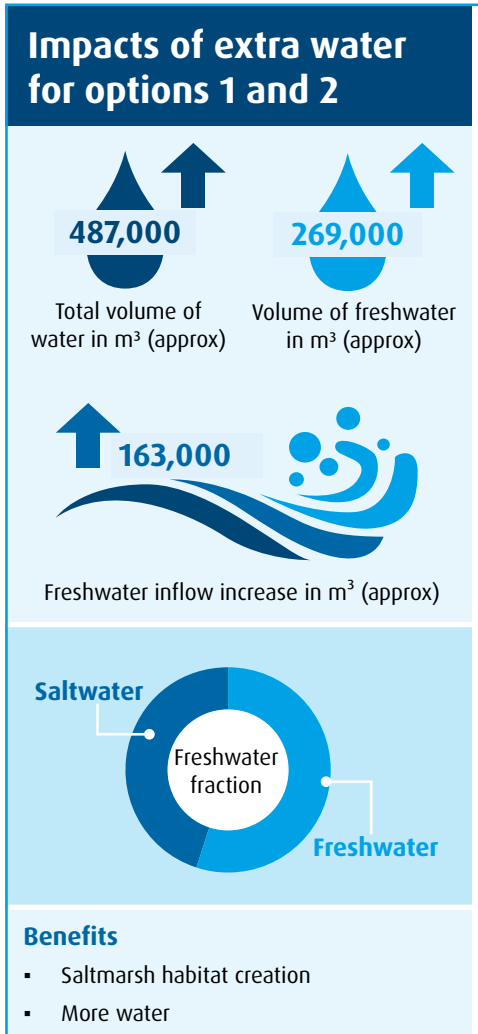 Impacts of extra water
for options 1 and 2
487,000
Total volume of
water in m³ (approx)
269,000
Volume of freshwater
in m³ (approx)
163,000
Freshwater inflow increase in m³ (approx)
Saltwater
Freshwater
fraction
Freshwater
Benefits
▪ Saltmarsh habitat creation
▪ More water